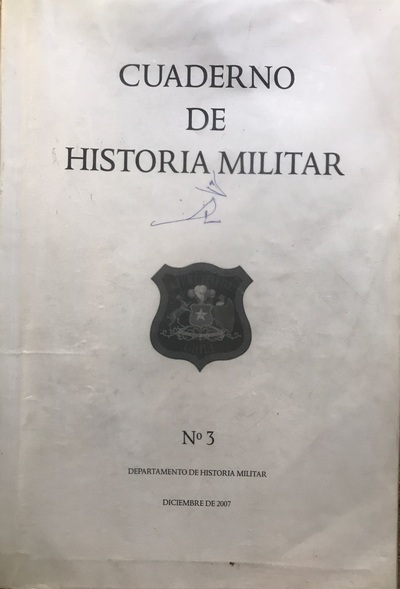 CUADERNO
DE
HISTORIA MILITAR
Nº 3
DEPARTAMENTO DE HISTORIA MILITAR
DICIEMBRE DE 2007